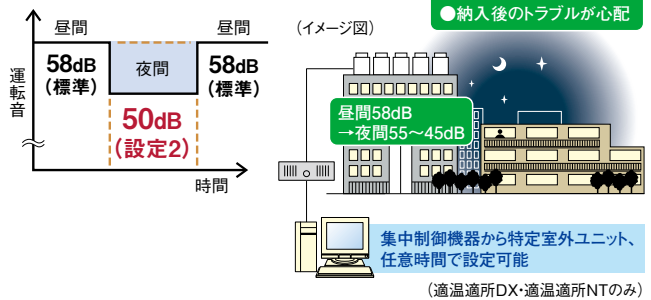 ●納入後のトラブルが心配
昼間
昼間
(イメージ図)
運転音
58dB
(標準)
夜間
58dB
(標準)
50dB
(設定2)
時間
昼間58dB
→夜間55～45dB
集中制御機器から特定室外ユニット、
任意時間で設定可能
(適温適所DX・適温適所NTのみ)